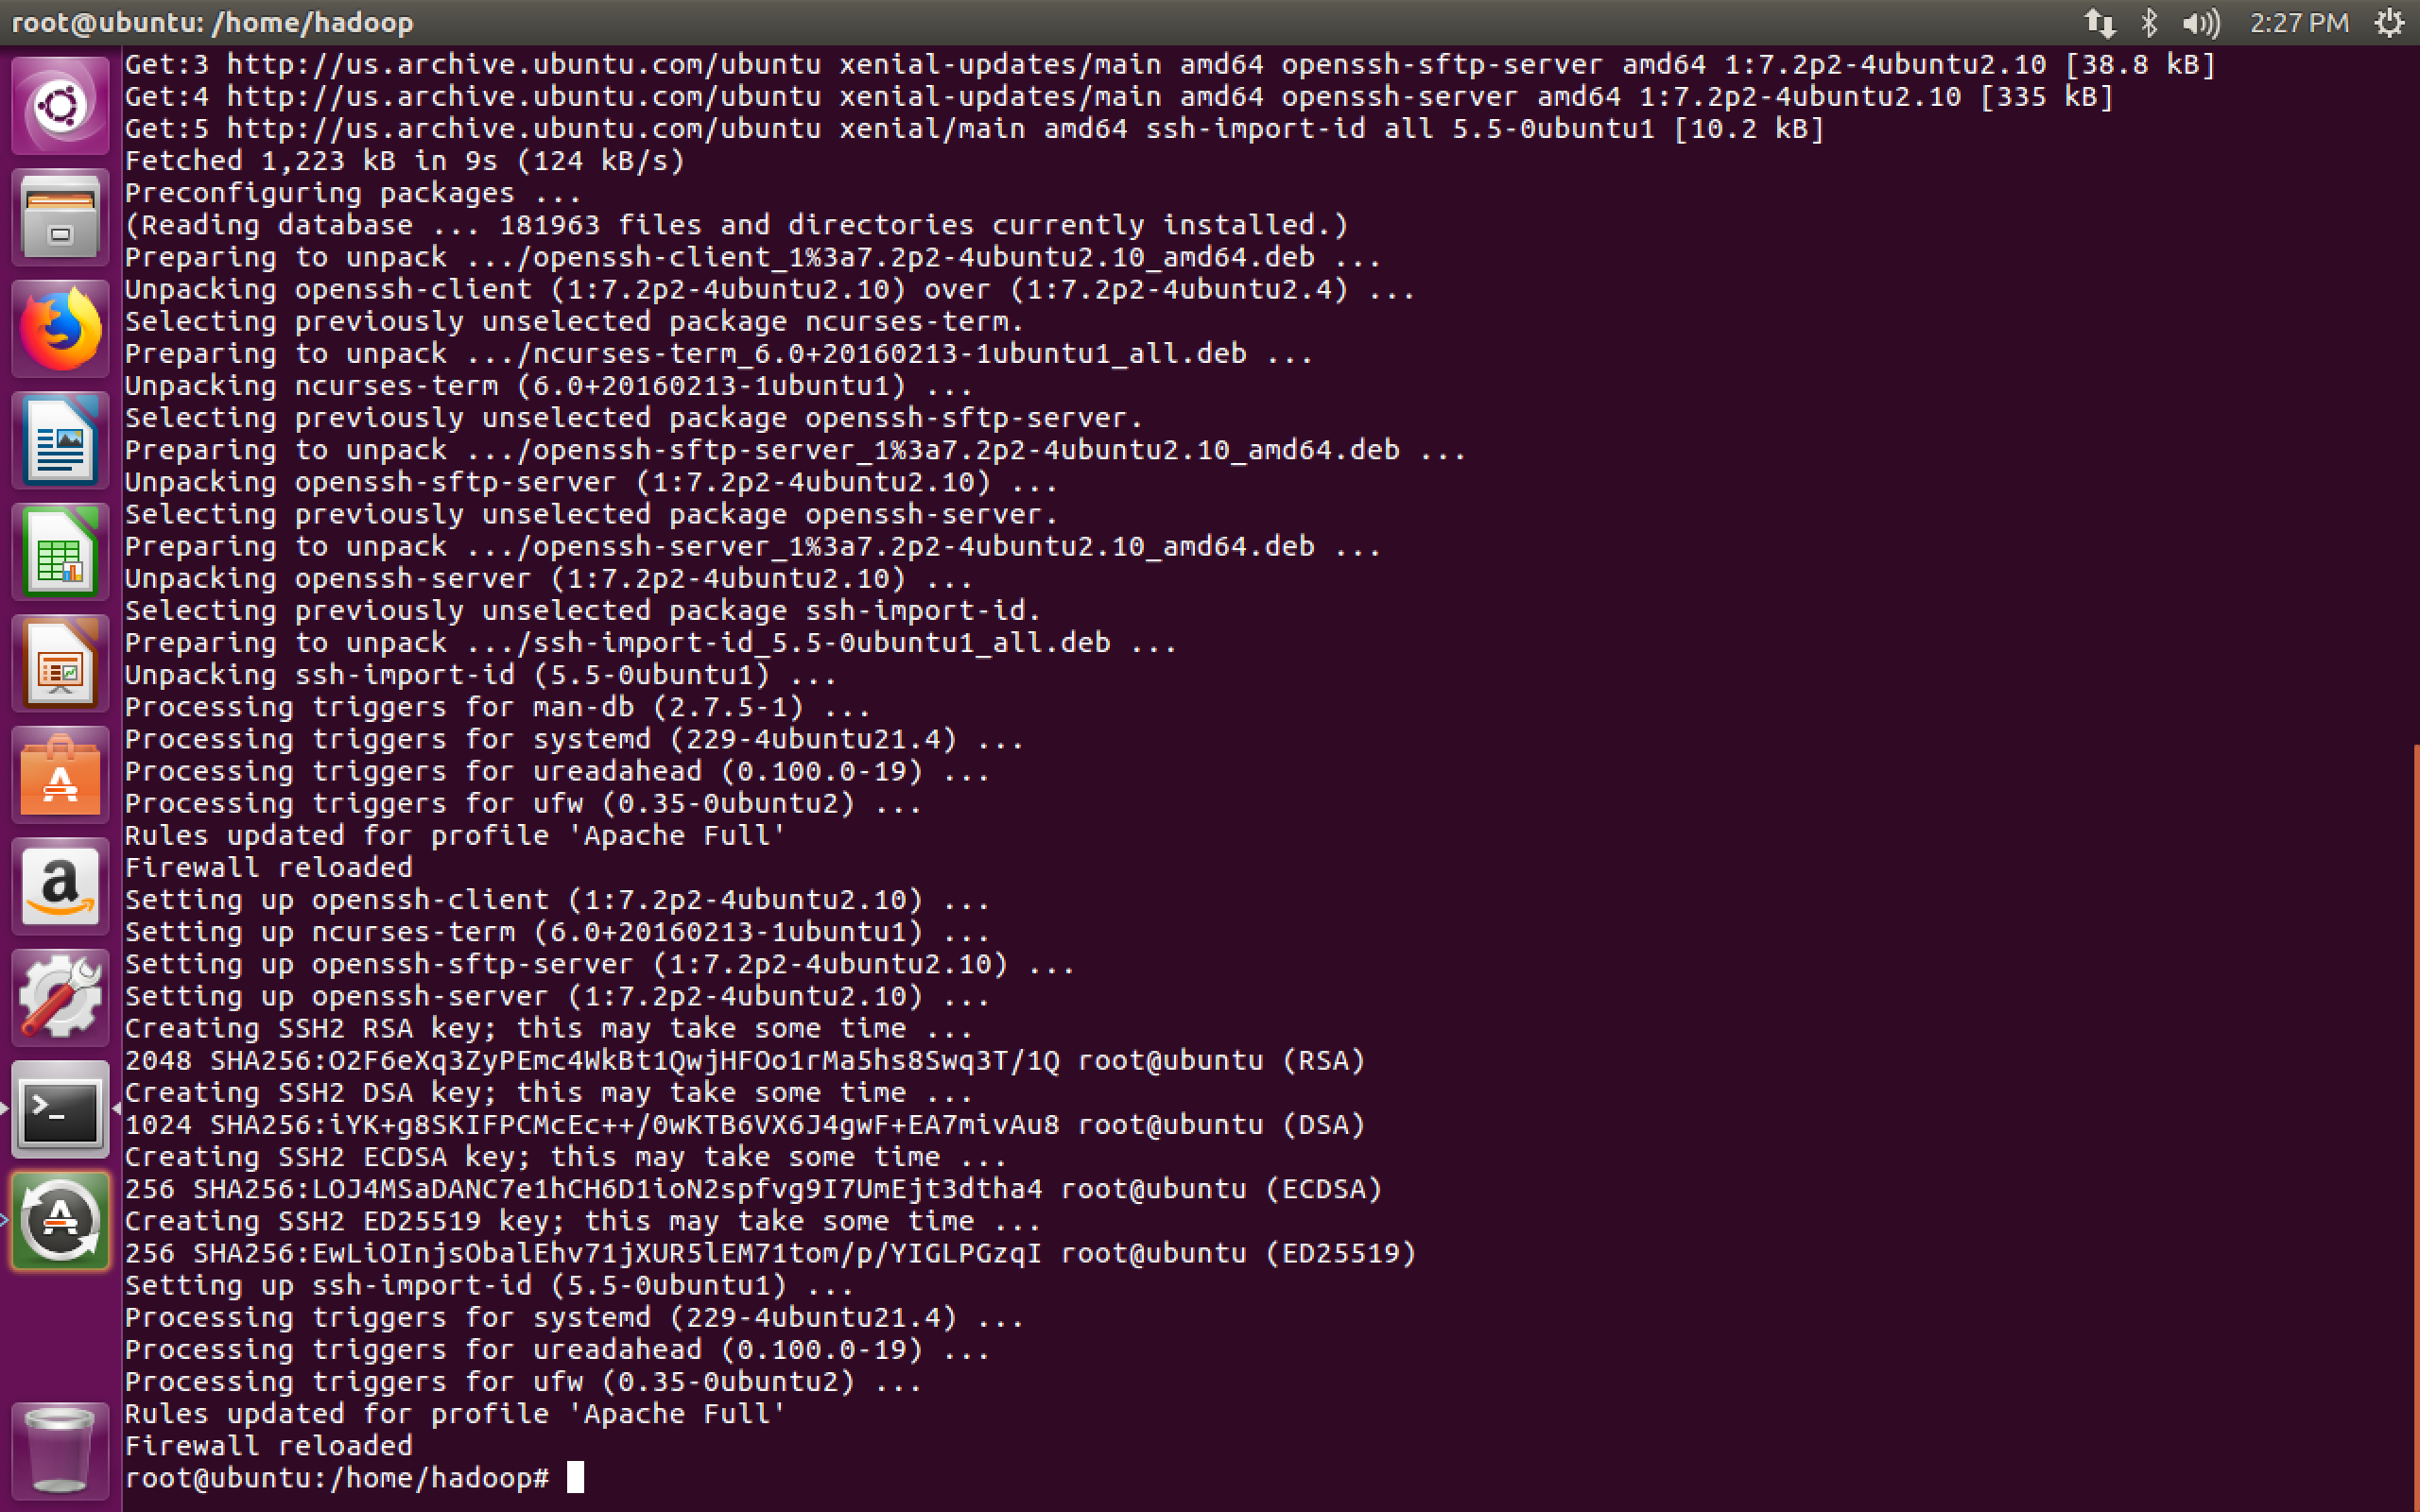 root@ubuntu: /home/hadoop
2:27 PM
Get:3 http://us.archive.ubuntu.com/ubuntu xenial-updates/main amd64 openssh-sftp-server amd64 1:7.2p2-4ubuntu2.10 [38.8 kB]
Get:4 http://us.archive.ubuntu.com/ubuntu xenial-updates/main amd64 openssh-server amd64 1:7.2p2-4ubuntu2.10 [335 kB]
Get:5 http://us.archive.ubuntu.com/ubuntu xenial/main amd64 ssh-import-id all 5.5-0ubuntu1 [10.2 kB]
Fetched 1,223 kB in 9s (124 kB/s)
Preconfiguring packages ...
(Reading database ... 181963 files and directories currently installed.)
Preparing to unpack .../openssh-client_1%3a7.2p2-4ubuntu2.10_amd64.deb ...
Unpacking openssh-client (1:7.2p2-4ubuntu2.10) over (1:7.2p2-4ubuntu2.4) ...
Selecting previously unselected package ncurses-term.
Preparing to unpack .../ncurses-term_6.0+20160213-1ubuntu1_all.deb ...
Unpacking ncurses-term (6.0+20160213-1ubuntu1) ...
Selecting previously unselected package openssh-sftp-server.
Preparing to unpack .../openssh-sftp-server_1%3a7.2p2-4ubuntu2.10_amd64.deb ...
Unpacking openssh-sftp-server (1:7.2p2-4ubuntu2.10) ...
Selecting previously unselected package openssh-server.
Preparing to unpack .../openssh-server_1%3a7.2p2-4ubuntu2.10_amd64.deb ...
Unpacking openssh-server (1:7.2p2-4ubuntu2.10) ...
Selecting previously unselected package ssh-import-id.
Preparing to unpack .../ssh-import-id_5.5-0ubuntu1_all.deb ...
Unpacking ssh-import-id (5.5-0ubuntu1) ...
Processing triggers for man-db (2.7.5-1) ...
Processing triggers for systemd (229-4ubuntu21.4) ...
Processing triggers for ureadahead (0.100.0-19) ...
Processing triggers for ufw (0.35-0ubuntu2) ...
Rules updated for profile 'Apache Full'
Firewall reloaded
Setting up openssh-client (1:7.2p2-4ubuntu2.10) ...
Setting up ncurses-term (6.0+20160213-1ubuntu1) ...
Setting up openssh-sftp-server (1:7.2p2-4ubuntu2.10) ...
Setting up openssh-server (1:7.2p2-4ubuntu2.10) ...
Creating SSH2 RSA key; this may take some time ...
2048 SHA256:O2F6eXq3ZyPEmc4WkBt1QwjHFOo1rMa5hs8Swq3T/1Q root@ubuntu (RSA)
Creating SSH2 DSA key; this may take some time ...
1024 SHA256:iYK+g8SKIFPCMcEc++/0wKTB6VX6J4gwF+EA7mivAu8 root@ubuntu (DSA)
Creating SSH2 ECDSA key; this may take some time ...
256 SHA256:LOJ4MSaDANC7e1hCH6D1ioN2spfvg9I7UmEjt3dtha4 root@ubuntu (ECDSA)
Creating SSH2 ED25519 key; this may take some time ...
256 SHA256:EwLiOInjsObalEhv71jXUR5lEM71tom/p/YIGLPGzqI root@ubuntu (ED25519)
Setting up ssh-import-id (5.5-0ubuntu1) ...
Processing triggers for systemd (229-4ubuntu21.4) ...
Processing triggers for ureadahead (0.100.0-19) ...
Processing triggers for ufw (0.35-0ubuntu2) ...
Rules updated for profile 'Apache Full'
Firewall reloaded
root@ubuntu:/home/hadoop#